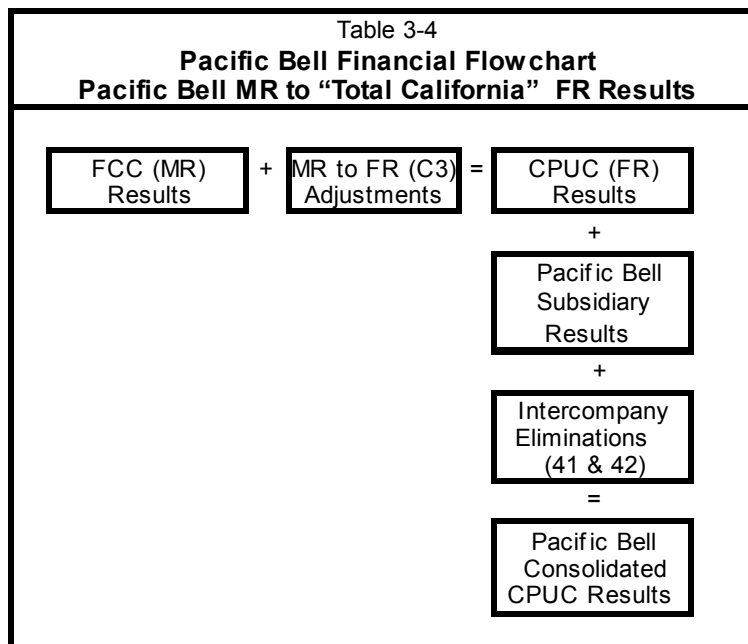 Table 3-4
Pacific Bell Financial Flowchart
Pacific Bell MR to “Total California” FR Results
FCC (MR) + MR to FR (C3) = CPUC (FR)
Results Adjustments Results
+
Pacific Bell
Subsidiary
Results
+
Intercompany
Eliminations
(41 & 42)
=
Pacific Bell
Consolidated
CPUC Results